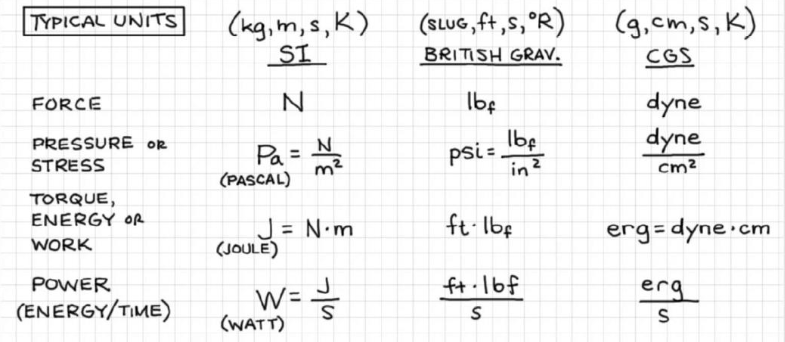 TYPICAL UNITS (kg, m, s, K) (SLUG, ft, s, °R) (g, cm, s, K)
SI BRITISH GRAV. CGS
FORCE N lbf dyne
PRESSURE OR STRESS Pa = N/m² psi = lbf/in² dyne/cm²
(PASCAL)
TORQUE, ENERGY OR WORK J = N·m ft·lbf erg = dyne·cm
(JOULE)
POWER (ENERGY/TIME) W = J/S ft·lbf/s erg/s
(WATT)